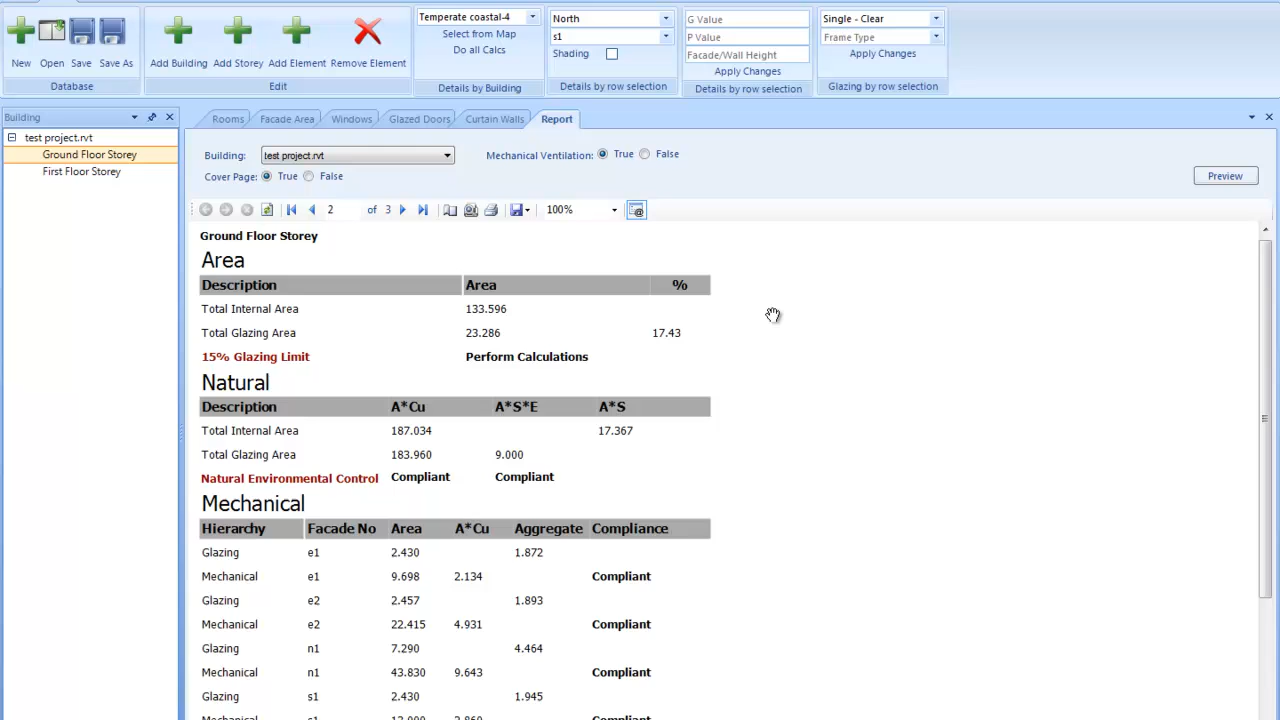 New Open Save Save As
Database
Add Building Add Storey Add Element Remove Element
Edit
Temperate coastal-4
Select from Map
Do all Calcs
Details by Building
North
s1
Shading
Details by row selection
G Value
P Value
Facade/Wall Height
Apply Changes
Details by row selection
Single - Clear
Frame Type
Apply Changes
Glazing by row selection
Building
test project.rvt
Ground Floor Storey
First Floor Storey
Rooms Facade Area Windows Glazed Doors Curtain Walls Report
Building: test project.rvt Mechanical Ventilation: True False
Cover Page: True False
Preview
2 of 3 100%
Ground Floor Storey
Area
Description Area %
Total Internal Area 133.596
Total Glazing Area 23.286 17.43
15% Glazing Limit Perform Calculations
Natural
Description A*Cu A*S*E A*S
Total Internal Area 187.034 17.367
Total Glazing Area 183.960 9.000
Natural Environmental Control Compliant Compliant
Mechanical
Hierarchy Facade No Area A*Cu Aggregate Compliance
Glazing e1 2.430 1.872
Mechanical e1 9.698 2.134 Compliant
Glazing e2 2.457 1.893
Mechanical e2 22.415 4.931 Compliant
Glazing n1 7.290 4.464
Mechanical n1 43.830 9.643 Compliant
Glazing s1 2.430 1.945
Mechanical s1 Compliant